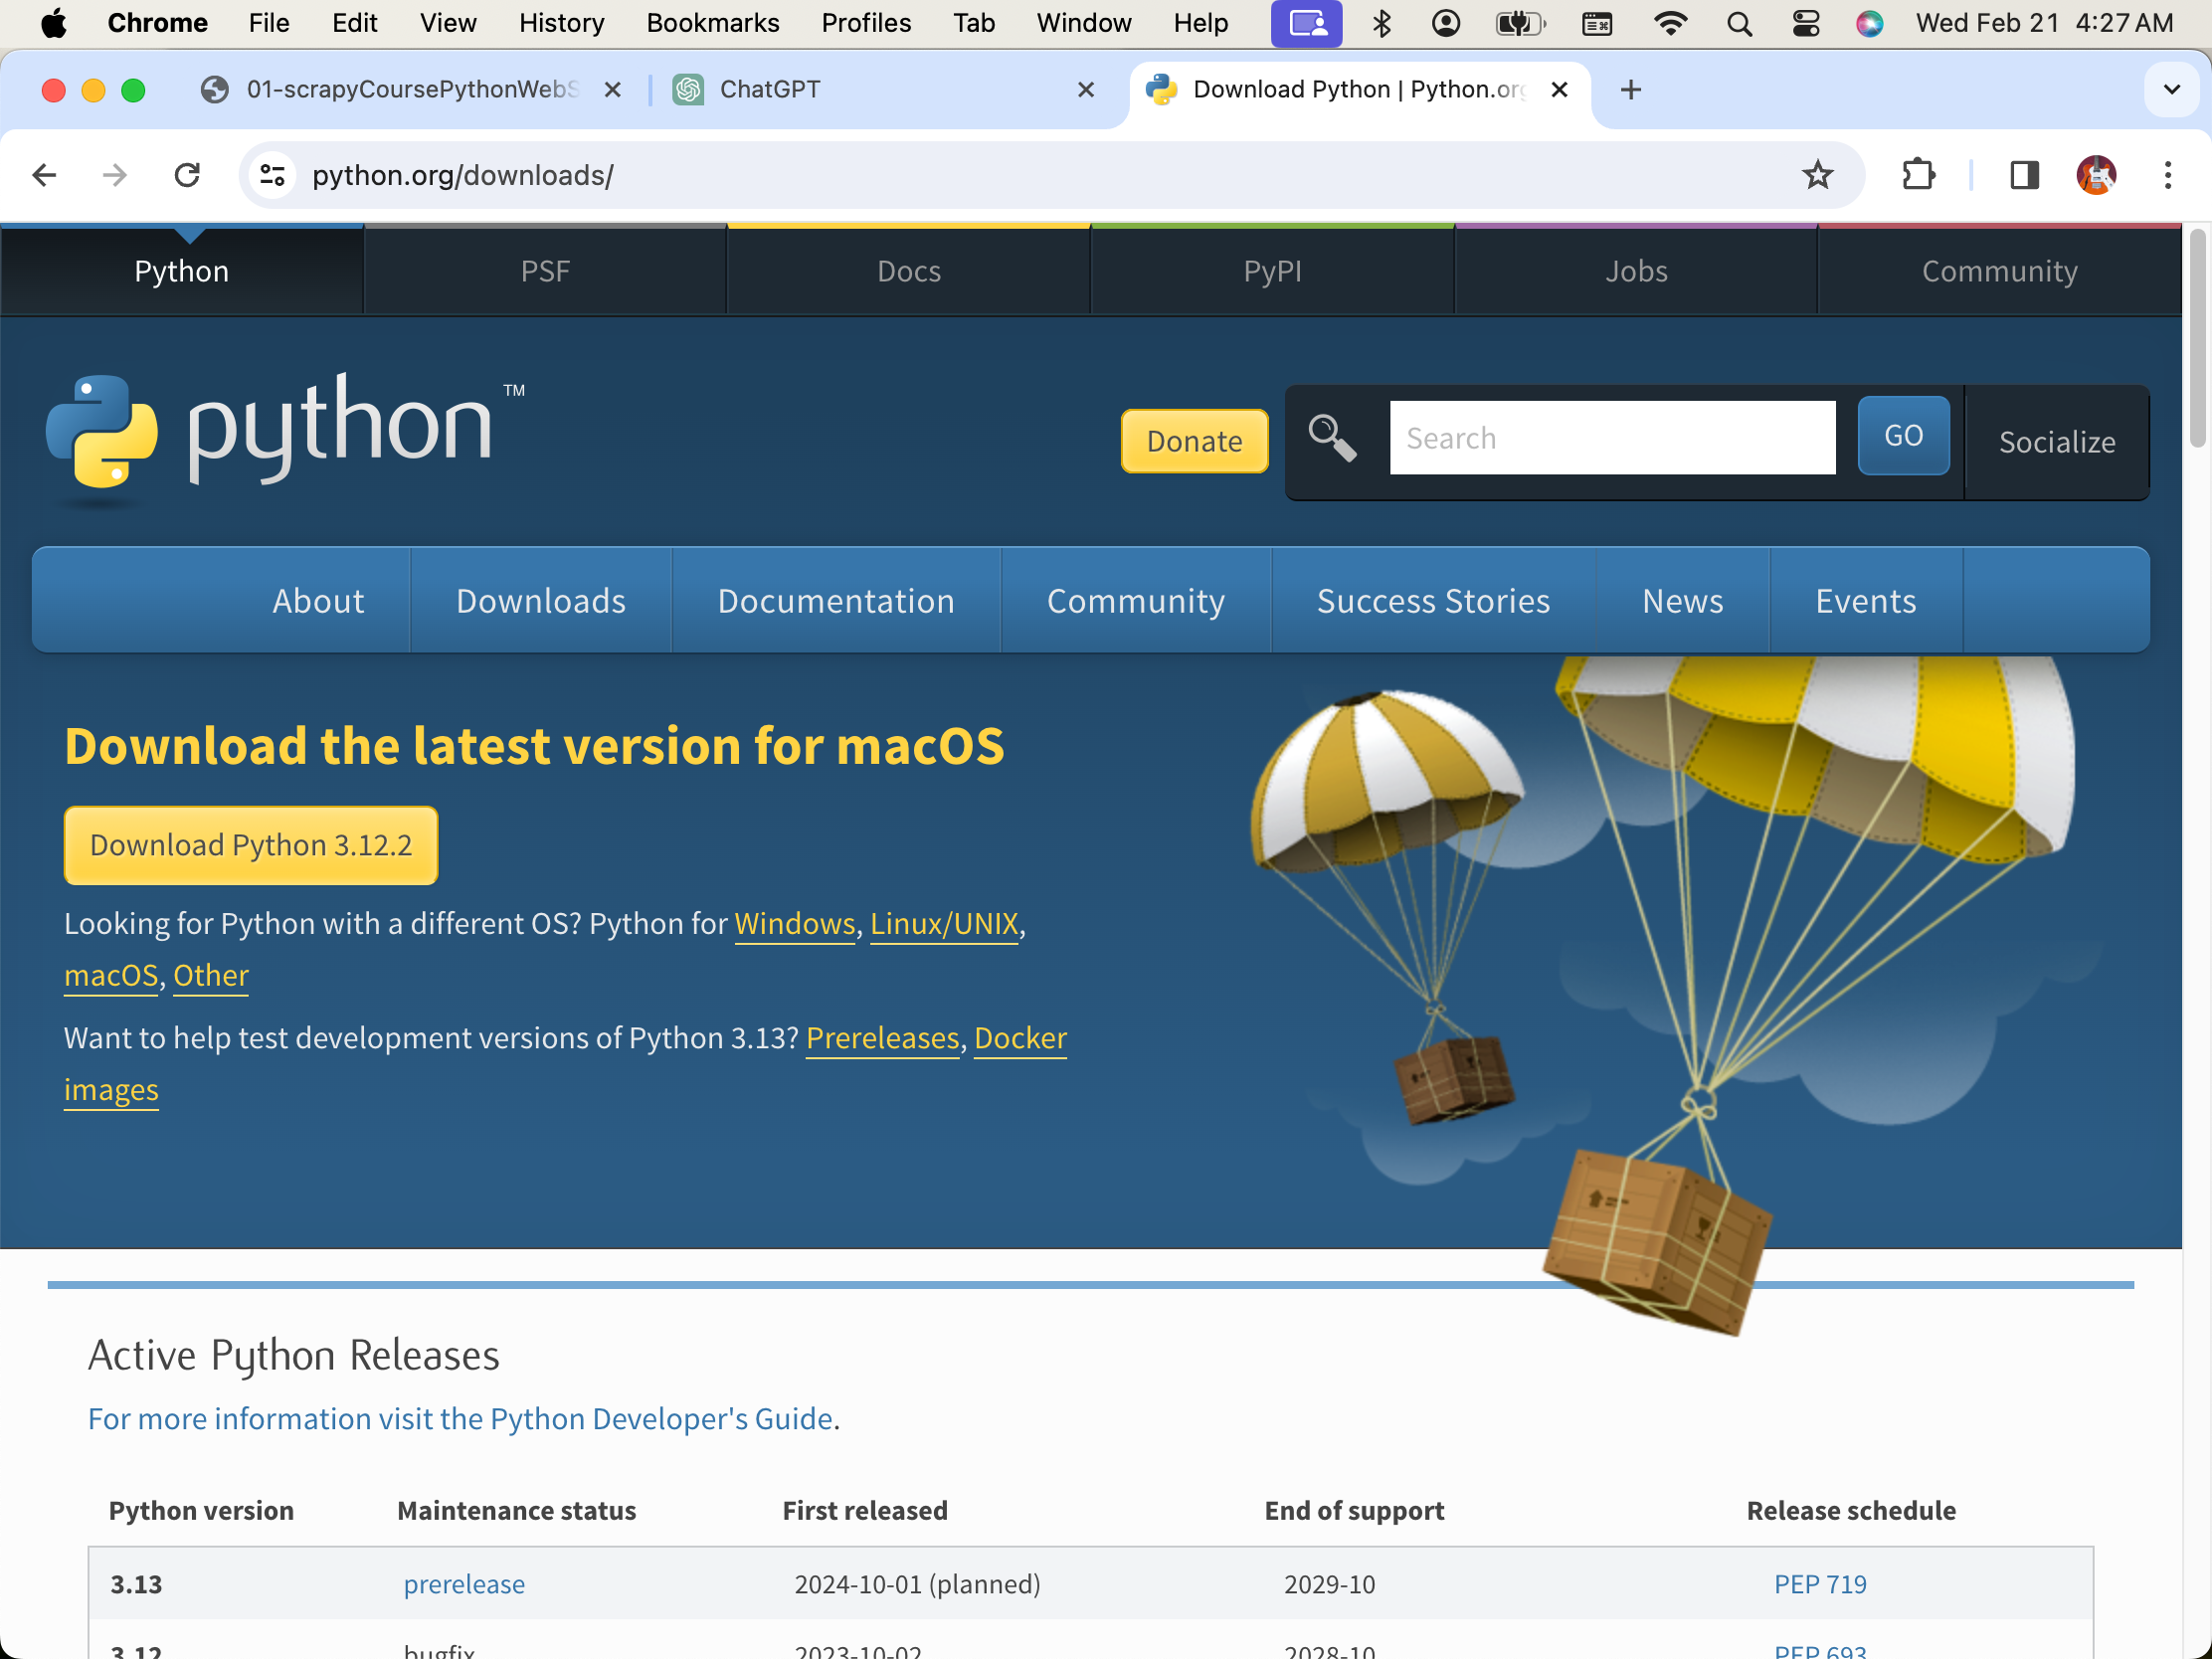 Chrome File Edit View History Bookmarks Profiles Tab Window Help Wed Feb 21 4:27 AM
01-scrapyCoursePythonWebS ChatGPT Download Python | Python.org
python.org/downloads/
Python PSF Docs PyPI Jobs Community
python TM
Donate Search GO Socialize
About Downloads Documentation Community Success Stories News Events
Download the latest version for macOS
Download Python 3.12.2
Looking for Python with a different OS? Python for Windows, Linux/UNIX,
macOS, Other
Want to help test development versions of Python 3.13? Prereleases, Docker
images
Active Python Releases
For more information visit the Python Developer's Guide.
Python version Maintenance status First released End of support Release schedule
3.13 prerelease 2024-10-01 (planned) 2029-10 PEP 719
3.12 bugfix 2023-10-02 2028-10 PEP 693